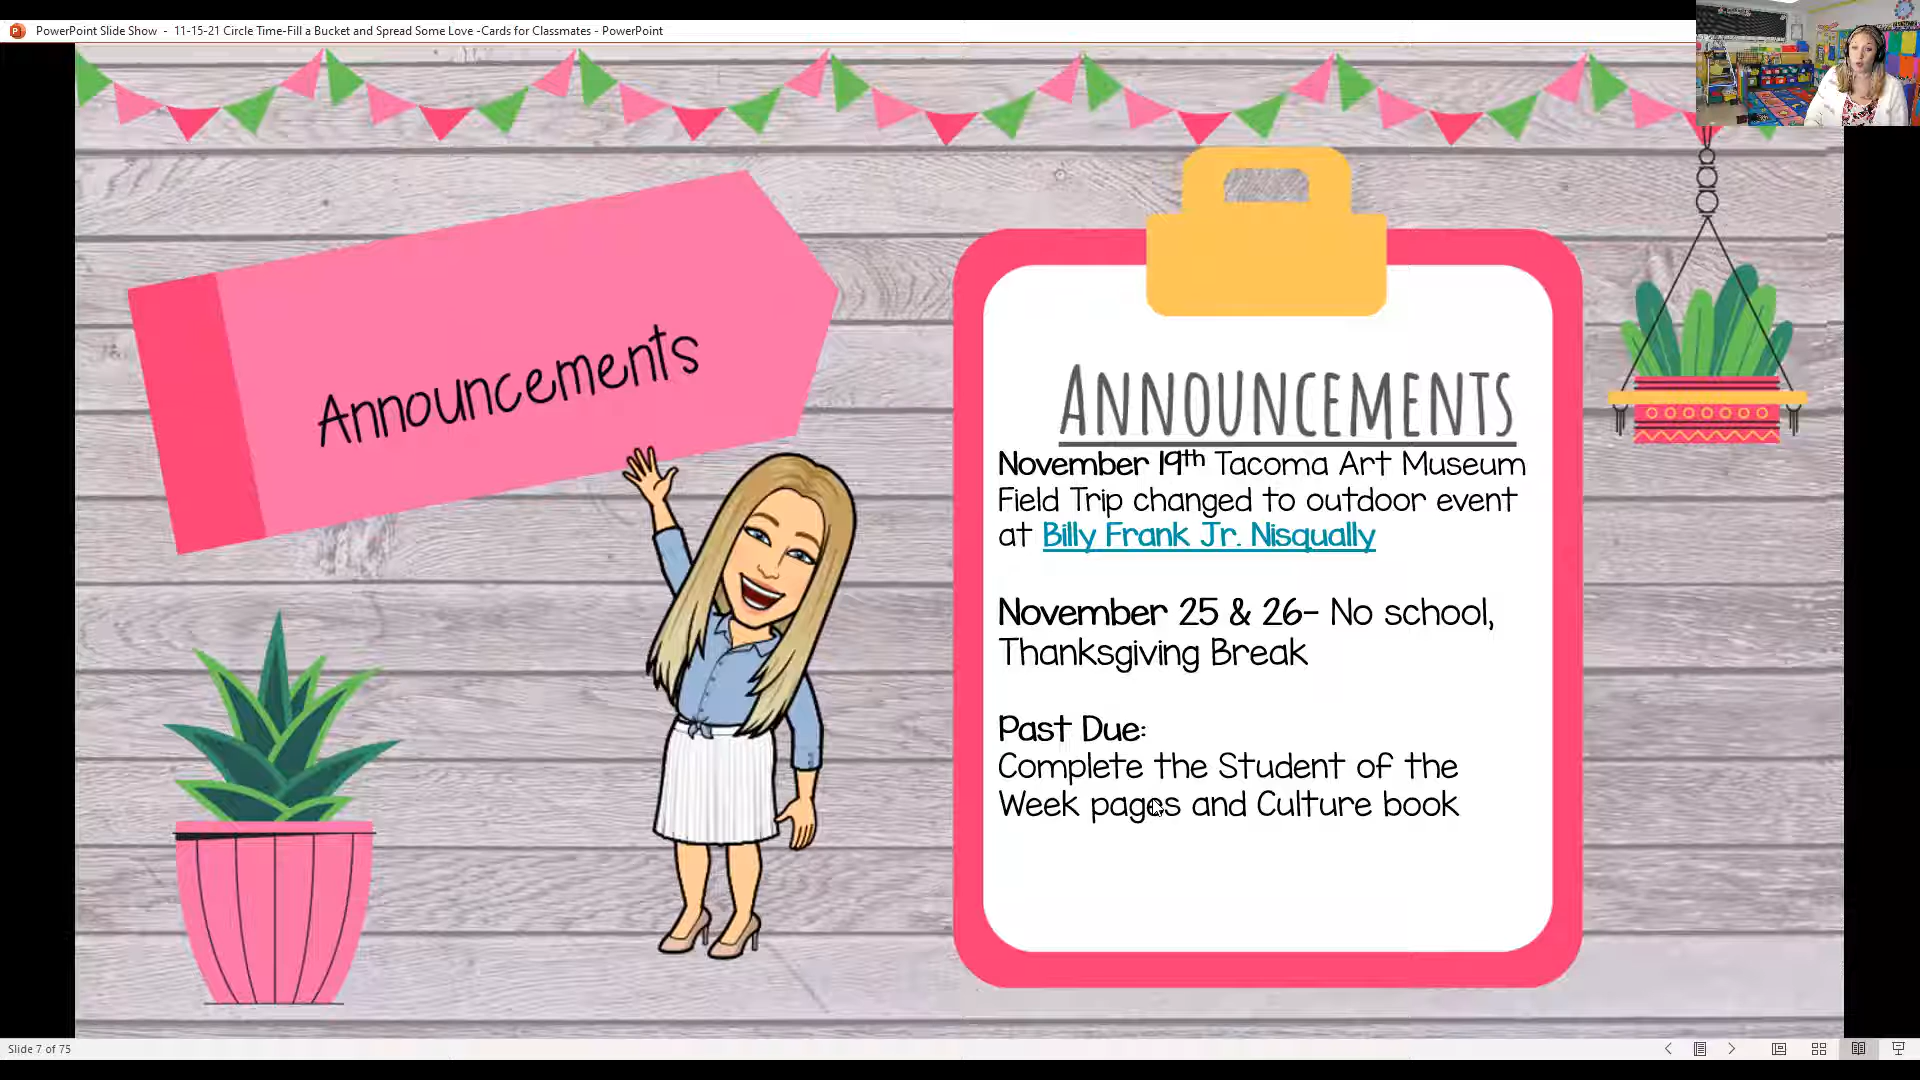 PowerPoint Slide Show - 11-15-21 Circle Time-Fill a Bucket and Spread Some Love -Cards for Classmates - PowerPoint
Announcements
Announcements
November 19th Tacoma Art Museum
Field Trip changed to outdoor event
at Billy Frank Jr. Nisqually
November 25 & 26- No school,
Thanksgiving Break
Past Due:
Complete the Student of the
Week pages and Culture book
Slide 7 of 75